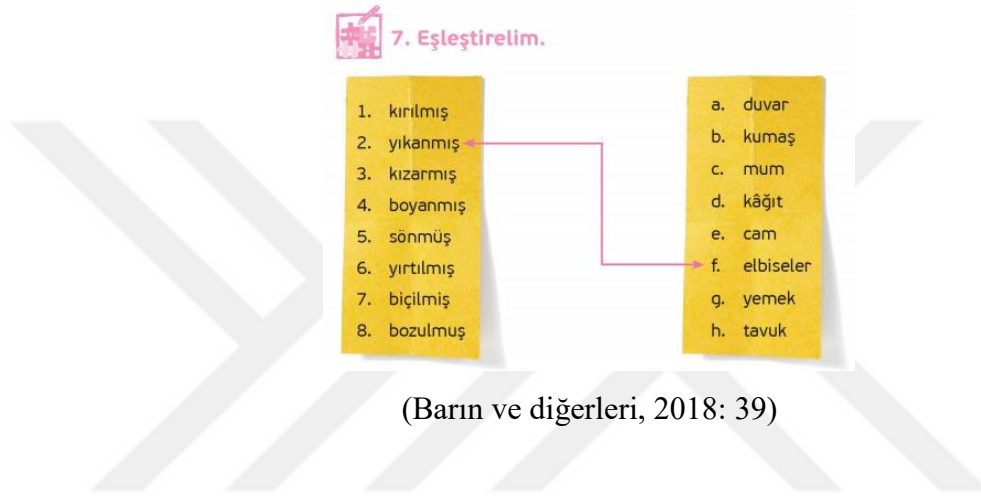 7. Eşleştirelim.
1. kırılmış
2. yıkanmış
3. kızarmış
4. boyanmış
5. sönmüş
6. yırtılmış
7. biçilmiş
8. bozulmuş
a. duvar
b. kumaş
c. mum
d. kâğıt
e. cam
f. elbiseler
g. yemek
h. tavuk
(Barın ve diğerleri, 2018: 39)